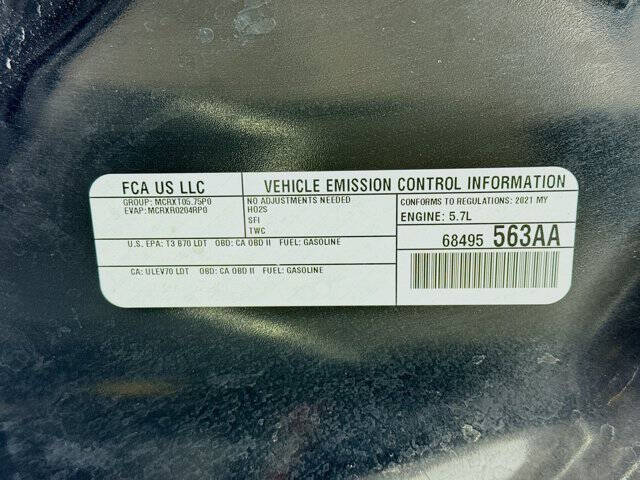 FCA US LLC
VEHICLE EMISSION CONTROL INFORMATION
GROUP: MCRXT05.75P0
EVAP: MCRXR0204RP0
NO ADJUSTMENTS NEEDED
HO2S
SFI
TWC
CONFORMS TO REGULATIONS: 2021 MY
ENGINE: 5.7L
U.S. EPA: T3 B70 LDT OBD: CA OBD II FUEL: GASOLINE
68495 563AA
CA: ULEV70 LDT OBD: CA OBD II FUEL: GASOLINE